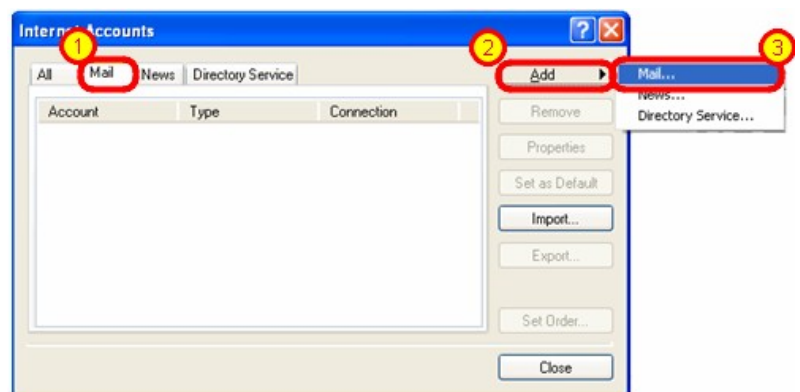 Internet Accounts
1
2
3
All Mail News Directory Service
Add
Mail...
News...
Directory Service...
Account Type Connection
Remove
Properties
Set as Default
Import...
Export...
Set Order...
Close